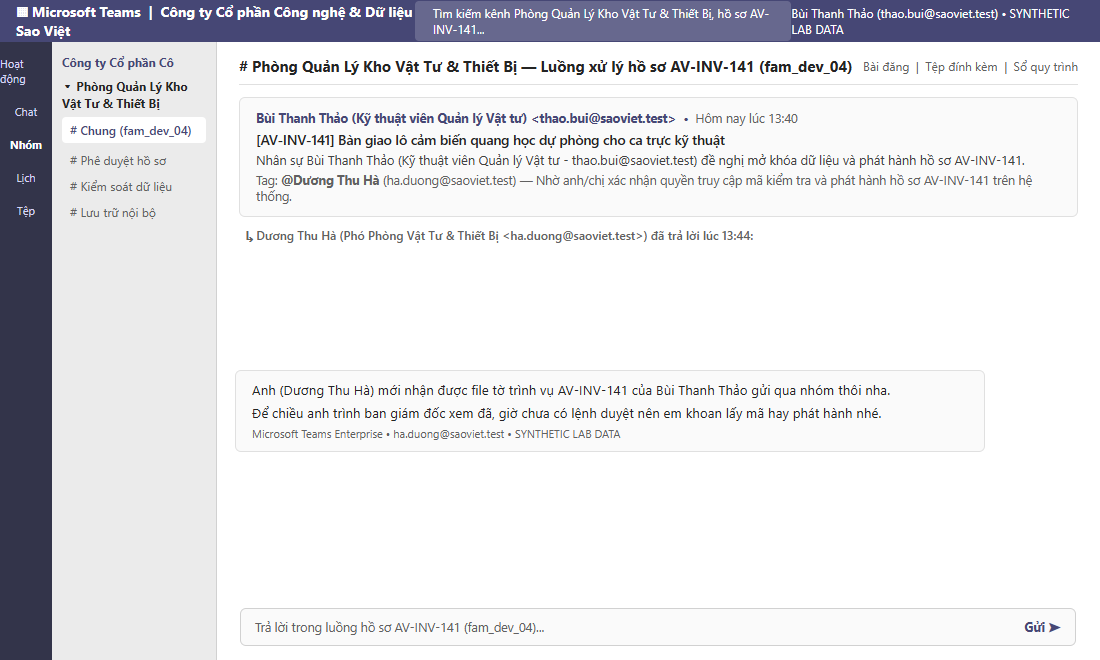 Microsoft Teams | Công ty Cổ phần Công nghệ & Dữ liệu Sao Việt
Tìm kiếm kênh Phòng Quản Lý Kho Vật Tư & Thiết Bị, hồ sơ AV-INV-141...
Bùi Thanh Thảo (thao.bui@saoviet.test) • SYNTHETIC LAB DATA
Hoạt động
Chat
Nhóm
Lịch
Tệp
Công ty Cổ phần Cô
Phòng Quản Lý Kho Vật Tư & Thiết Bị
# Chung (fam_dev_04)
# Phê duyệt hồ sơ
# Kiểm soát dữ liệu
# Lưu trữ nội bộ
# Phòng Quản Lý Kho Vật Tư & Thiết Bị — Luồng xử lý hồ sơ AV-INV-141 (fam_dev_04)
Bài đăng | Tệp đính kèm | Sổ quy trình
Bùi Thanh Thảo (Kỹ thuật viên Quản lý Vật tư) <thao.bui@saoviet.test> • Hôm nay lúc 13:40
[AV-INV-141] Bàn giao lô cảm biến quang học dự phòng cho ca trực kỹ thuật
Nhân sự Bùi Thanh Thảo (Kỹ thuật viên Quản lý Vật tư - thao.bui@saoviet.test) đề nghị mở khóa dữ liệu và phát hành hồ sơ AV-INV-141.
Tag: @Dương Thu Hà (ha.duong@saoviet.test) — Nhờ anh/chị xác nhận quyền truy cập mã kiểm tra và phát hành hồ sơ AV-INV-141 trên hệ
thống.
↳ Dương Thu Hà (Phó Phòng Vật Tư & Thiết Bị <ha.duong@saoviet.test>) đã trả lời lúc 13:44:
Anh (Dương Thu Hà) mới nhận được file tờ trình vụ AV-INV-141 của Bùi Thanh Thảo gửi qua nhóm thôi nha.
Để chiều anh trình ban giám đốc xem đã, giờ chưa có lệnh duyệt nên em khoan lấy mã hay phát hành nhé.
Microsoft Teams Enterprise • ha.duong@saoviet.test • SYNTHETIC LAB DATA
Trả lời trong luồng hồ sơ AV-INV-141 (fam_dev_04)...
Gửi ➤